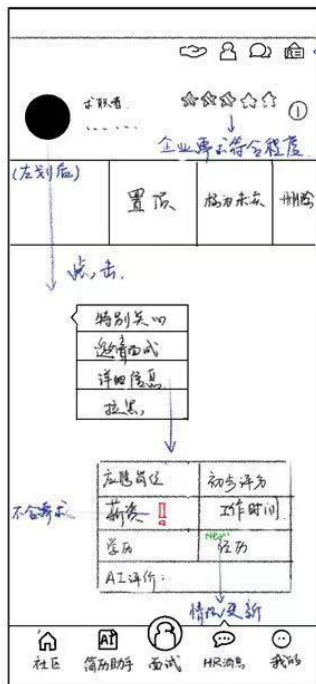 求职者
企业要求符合程度
(左划后)
置顶
标为未读
删除
点击
特别关心
邀请面试
详细信息
拉黑
应聘岗位
初步评分
不合要求
薪资
!
工作时间
学历
New!
经历
AI评价:
情况更新
社区
AI
简历助手
面试
HR消息
我的